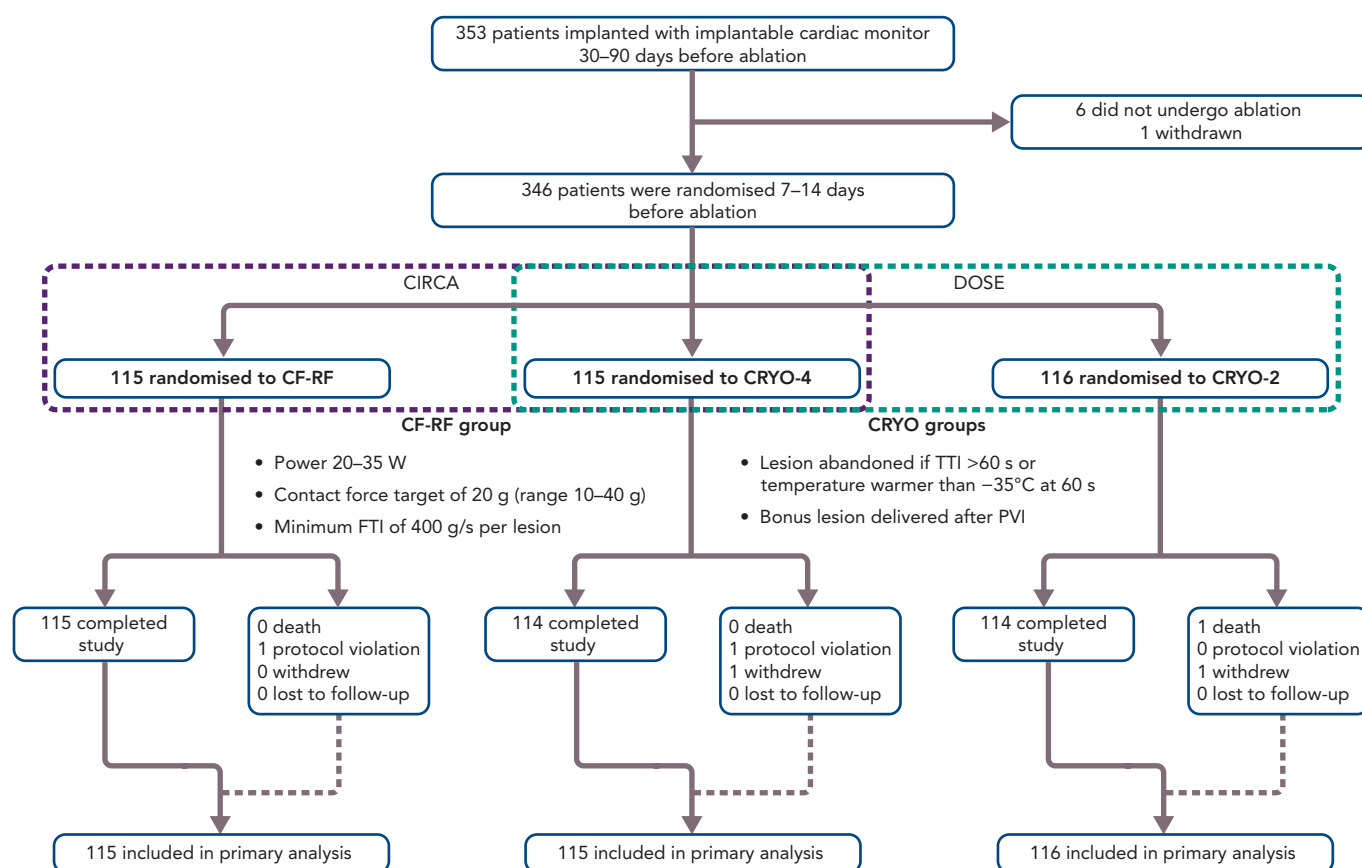 353 patients implanted with implantable cardiac monitor
30–90 days before ablation
6 did not undergo ablation
1 withdrawn
346 patients were randomised 7–14 days
before ablation
CIRCA
DOSE
115 randomised to CF-RF
115 randomised to CRYO-4
116 randomised to CRYO-2
CF-RF group
• Power 20–35 W
• Contact force target of 20 g (range 10–40 g)
• Minimum FTI of 400 g/s per lesion
CRYO groups
• Lesion abandoned if TTI >60 s or
temperature warmer than −35°C at 60 s
• Bonus lesion delivered after PVI
115 completed
study
0 death
1 protocol violation
0 withdrew
0 lost to follow-up
114 completed
study
0 death
1 protocol violation
1 withdrew
0 lost to follow-up
114 completed
study
1 death
0 protocol violation
1 withdrew
0 lost to follow-up
115 included in primary analysis
115 included in primary analysis
116 included in primary analysis